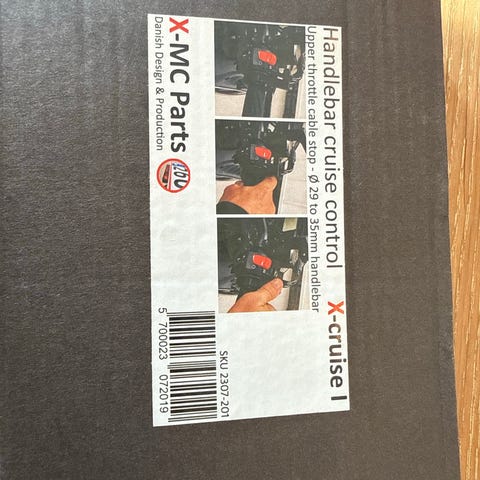 Handlebar cruise control X-cruise I
Upper throttle cable stop - Ø 29 to 35mm handlebar
X-MC Parts
Danish Design & Production
SKU 2307-201
5 700023 072019